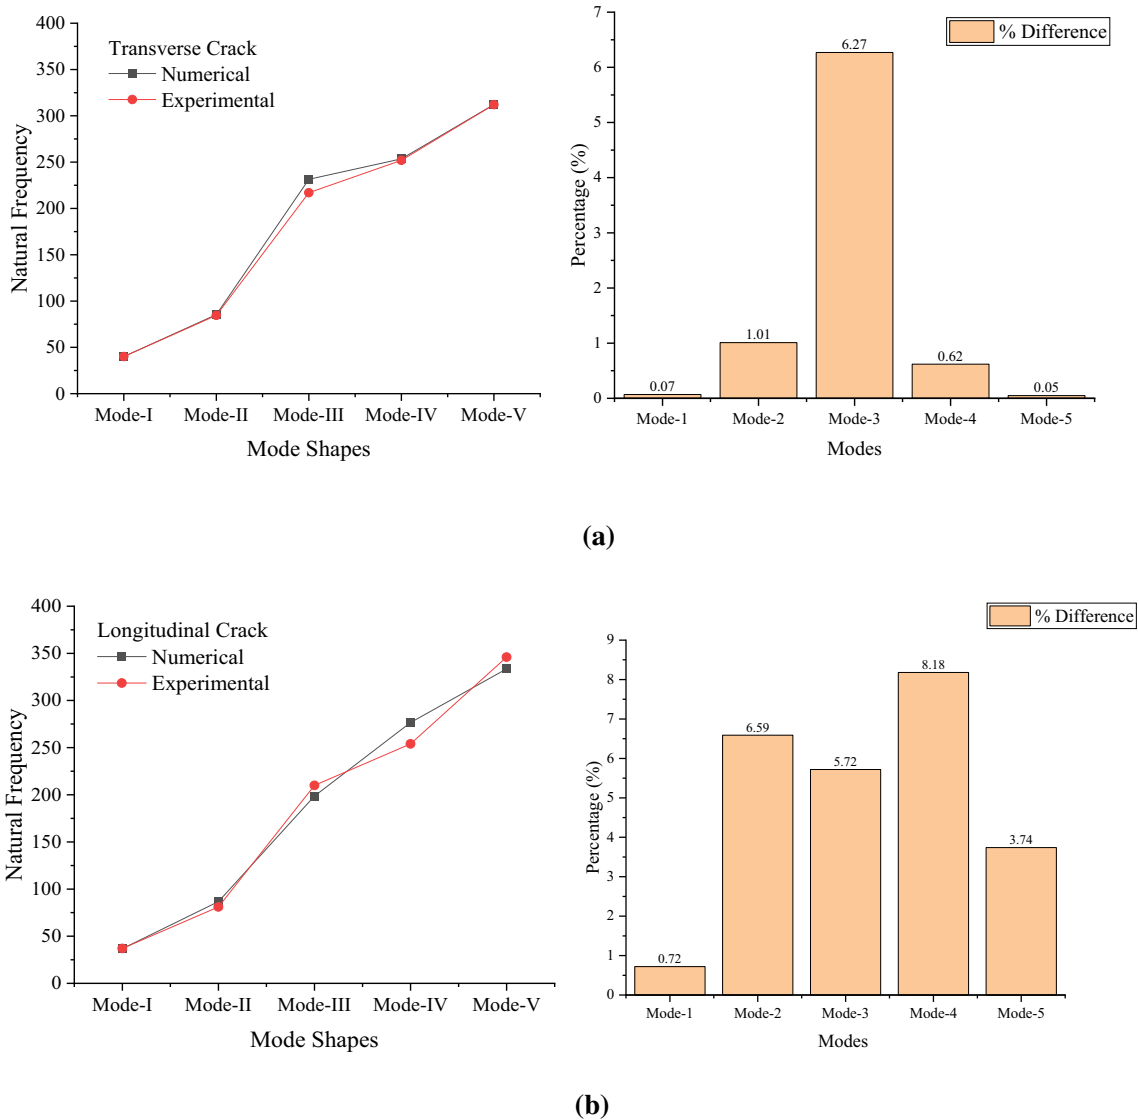 400
350
300
250
200
150
100
50
0
Natural Frequency
Transverse Crack
Numerical
Experimental
Mode-I Mode-II Mode-III Mode-IV Mode-V
Mode Shapes
7
6
5
4
3
2
1
0
Percentage (%)
% Difference
0.07
1.01
6.27
0.62
0.05
Mode-1 Mode-2 Mode-3 Mode-4 Mode-5
Modes
(a)
400
350
300
250
200
150
100
50
0
Natural Frequency
Longitudinal Crack
Numerical
Experimental
Mode-I Mode-II Mode-III Mode-IV Mode-V
Mode Shapes
% Difference
9
8
7
6
5
4
3
2
1
0
Percentage (%)
0.72
6.59
5.72
8.18
3.74
Mode-1 Mode-2 Mode-3 Mode-4 Mode-5
Modes
(b)